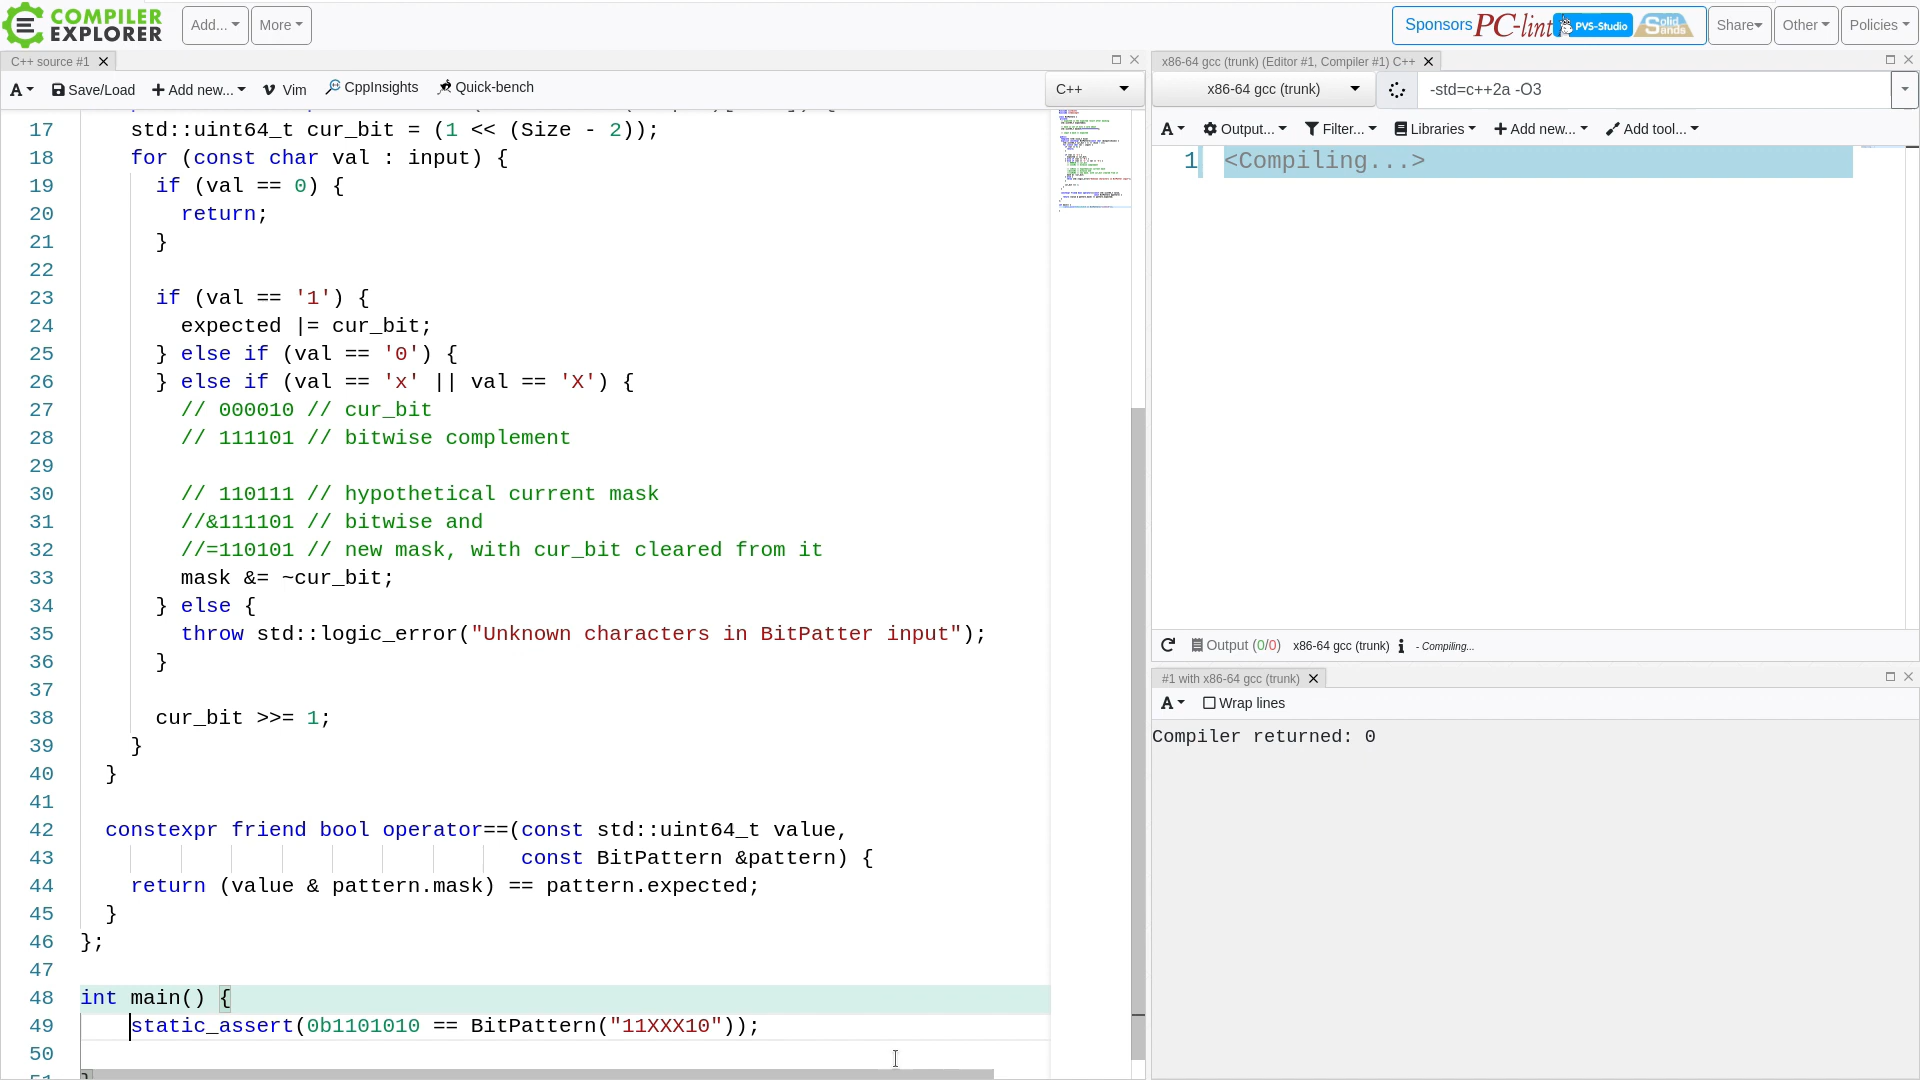 COMPILER
EXPLORER
Add...
More
Sponsors PC-lint PVS-Studio Solid Sands
Share
Other
Policies
C++ source #1
A
Save/Load
Add new...
Vim
CppInsights
Quick-bench
C++
17 std::uint64_t cur_bit = (1 << (Size - 2));
18 for (const char val : input) {
19 if (val == 0) {
20 return;
21 }
22
23 if (val == '1') {
24 expected |= cur_bit;
25 } else if (val == '0') {
26 } else if (val == 'x' || val == 'X') {
27 // 000010 // cur_bit
28 // 111101 // bitwise complement
29
30 // 110111 // hypothetical current mask
31 //&111101 // bitwise and
32 //=110101 // new mask, with cur_bit cleared from it
33 mask &= ~cur_bit;
34 } else {
35 throw std::logic_error("Unknown characters in BitPatter input");
36 }
37
38 cur_bit >>= 1;
39 }
40 }
41
42 constexpr friend bool operator==(const std::uint64_t value,
43 const BitPattern &pattern) {
44 return (value & pattern.mask) == pattern.expected;
45 }
46 };
47
48 int main() {
49 static_assert(0b1101010 == BitPattern("11XXX10"));
50
51 }
x86-64 gcc (trunk) (Editor #1, Compiler #1) C++
x86-64 gcc (trunk)
-std=c++2a -O3
A
Output...
Filter...
Libraries
Add new...
Add tool...
1 <Compiling...>
Output (0/0) x86-64 gcc (trunk) i - Compiling...
#1 with x86-64 gcc (trunk)
A
Wrap lines
Compiler returned: 0